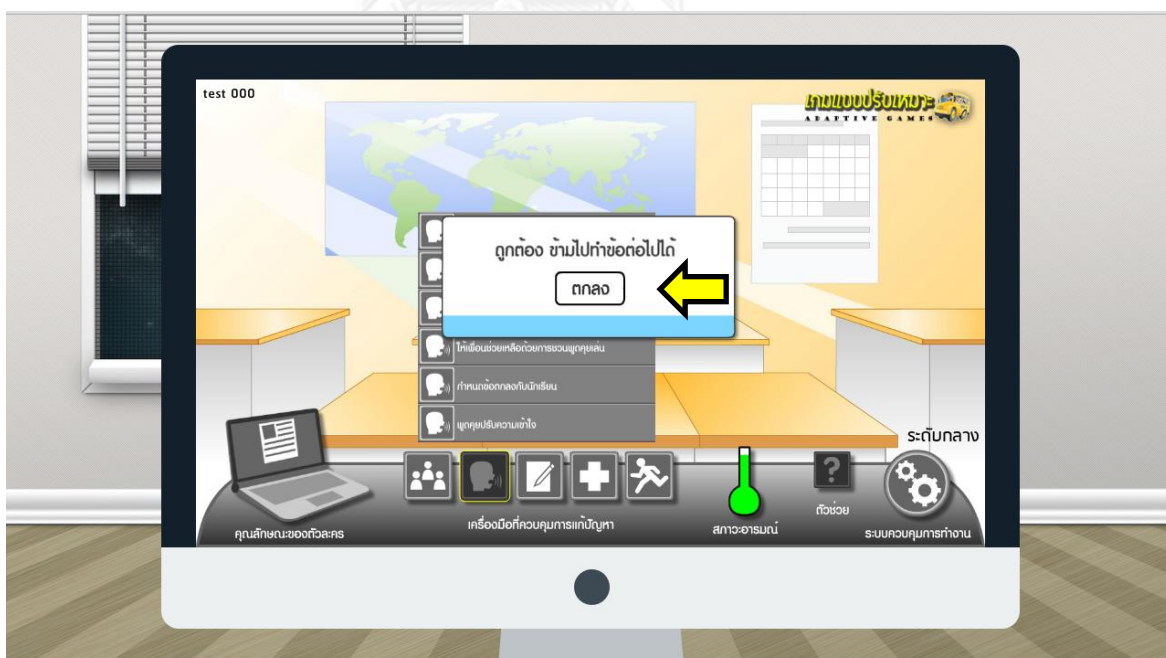 test 000
เกมแบบปรับเหมาะ
ADAPTIVE GAMES
ถูกต้อง ข้ามไปทำข้อต่อไปได้
ตกลง
ให้เพื่อนช่วยเหลือด้วยการชวนพูดคุยเล่น
กำหนดข้อตกลงกับนักเรียน
พูดคุยปรับความเข้าใจ
ระดับกลาง
?
ตัวช่วย
คุณลักษณะของตัวละคร
เครื่องมือที่ควบคุมการแก้ปัญหา
สภาวะอารมณ์
ระบบควบคุมการทำงาน